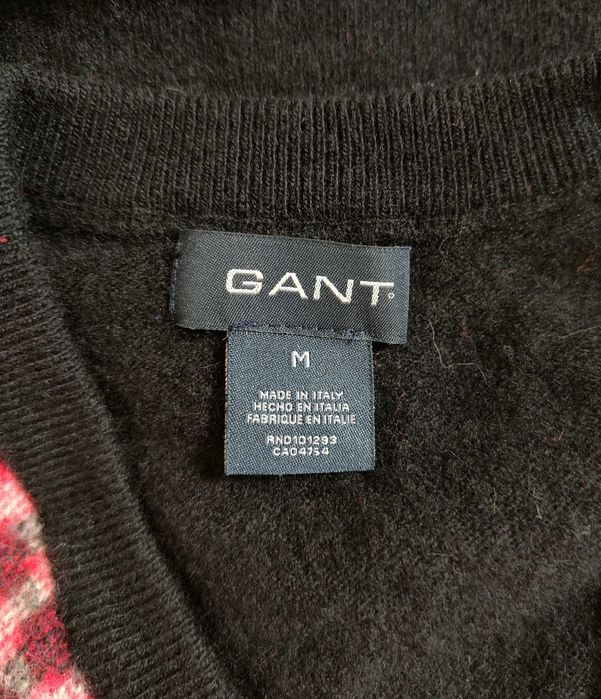 GANT
M
MADE IN ITALY
HECHO EN ITALIA
FABRIQUE EN ITALIE
RN0101293
CA04754